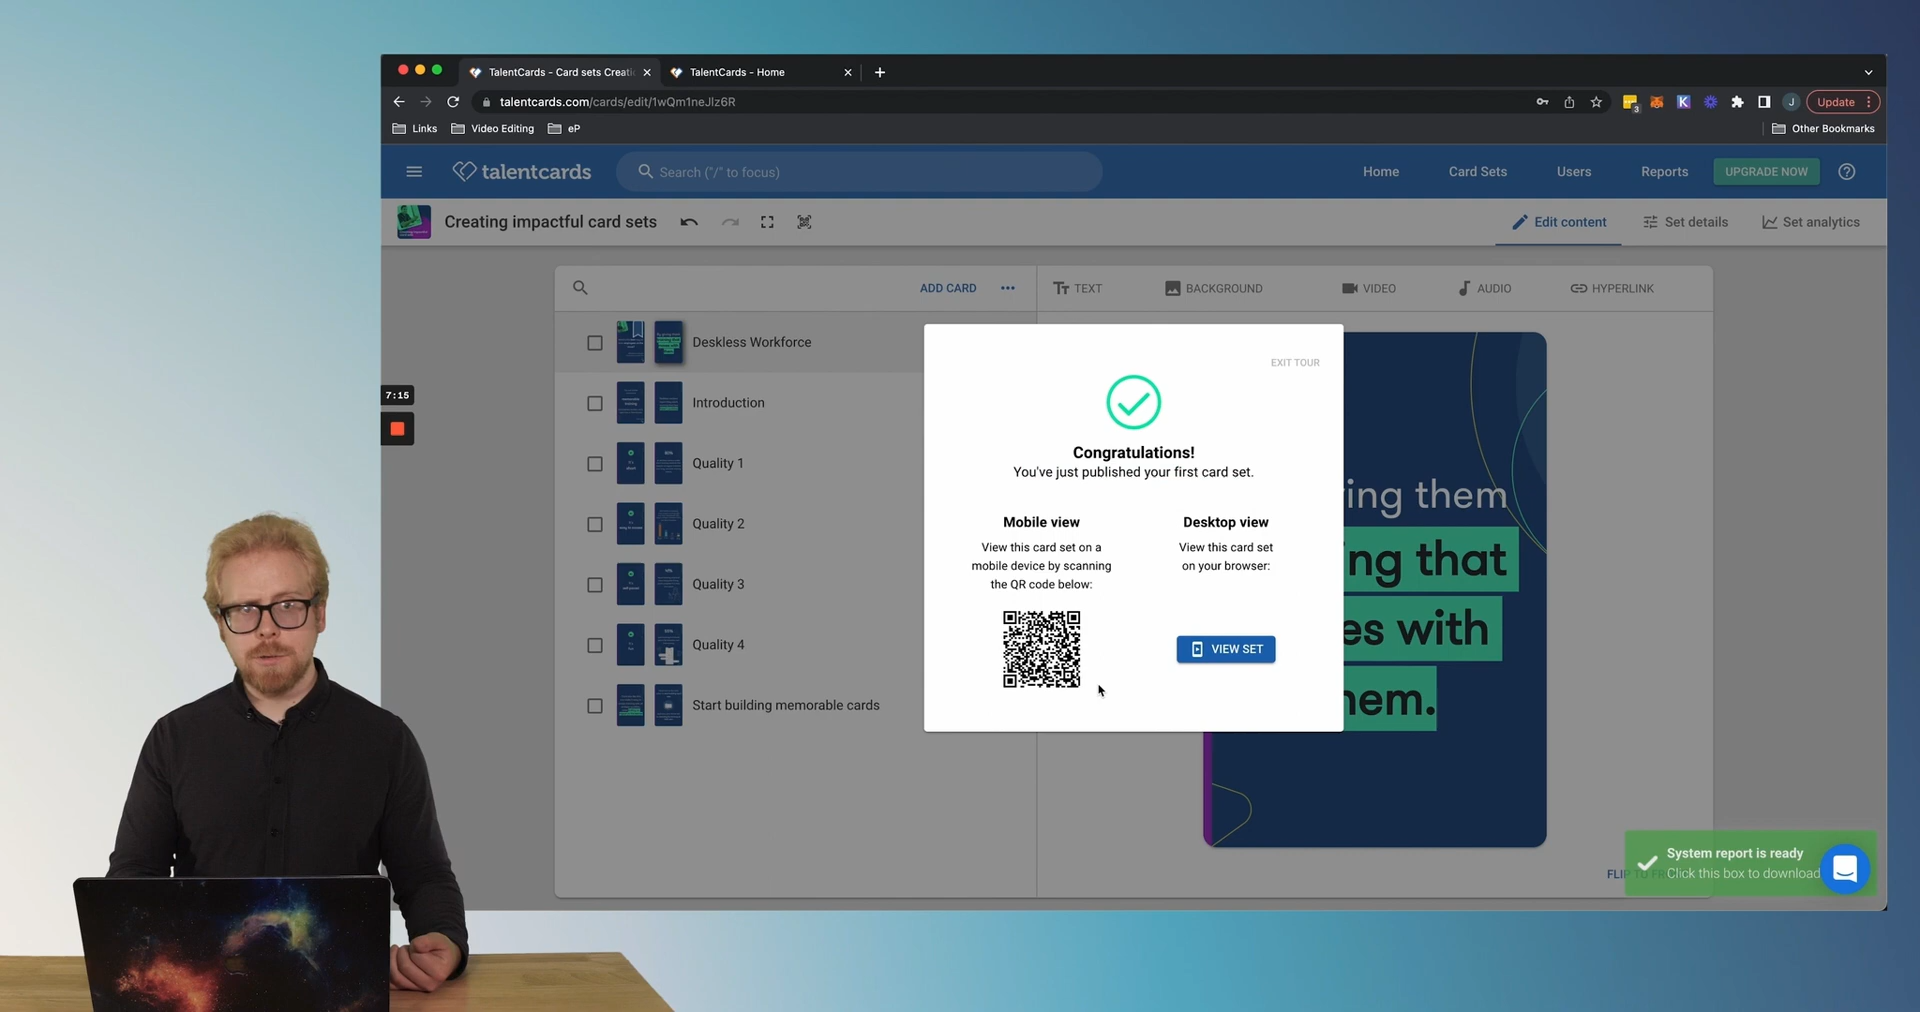 TalentCards - Card sets Creati
TalentCards - Home
talentcards.com/cards/edit/1wQm1neJlz6R
3
K
J
Update
Links
Video Editing
eP
Other Bookmarks
talentcards
Search ("/" to focus)
Home
Card Sets
Users
Reports
UPGRADE NOW
Creating impactful card sets
Edit content
Set details
Set analytics
ADD CARD
TEXT
BACKGROUND
VIDEO
AUDIO
HYPERLINK
Deskless Workforce
Introduction
Quality 1
Quality 2
Quality 3
Quality 4
Start building memorable cards
7:15
EXIT TOUR
Congratulations!
You've just published your first card set.
Mobile view
View this card set on a
mobile device by scanning
the QR code below:
Desktop view
View this card set
on your browser:
VIEW SET
ing them
ng that
es with
hem.
System report is ready
Click this box to download